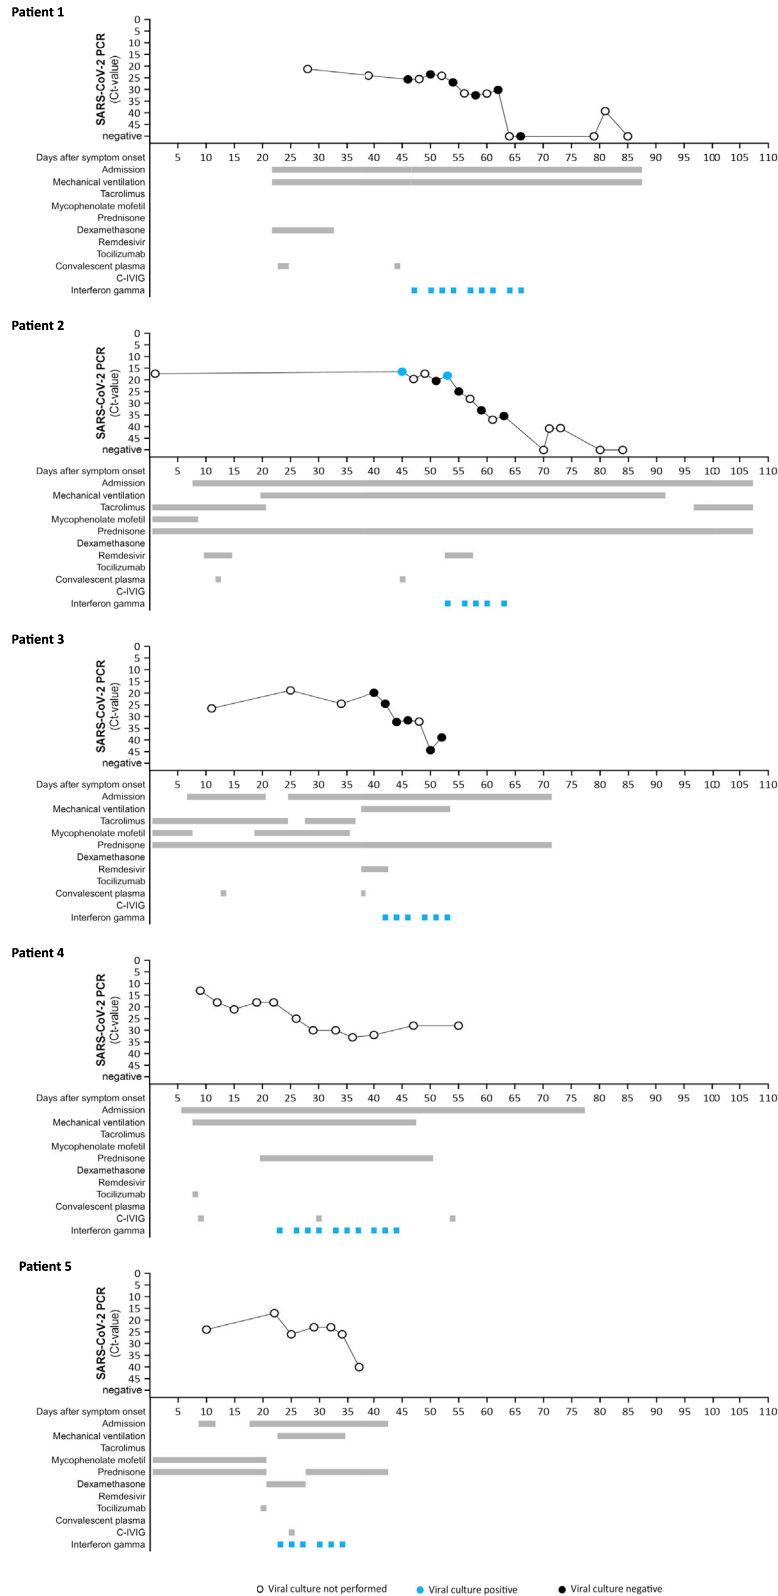 Patient 1
SARS-CoV-2 PCR
(Ct-value)
0
5
10
15
20
25
30
35
40
45
negative
Days after symptom onset 5 10 15 20 25 30 35 40 45 50 55 60 65 70 75 80 85 90 95 100 105 110
Admission
Mechanical ventilation
Tacrolimus
Mycophenolate mofetil
Prednisone
Dexamethasone
Remdesivir
Tocilizumab
Convalescent plasma
C-IVIG
Interferon gamma
Patient 2
SARS-CoV-2 PCR
(Ct-value)
0
5
10
15
20
25
30
35
40
45
negative
Days after symptom onset 5 10 15 20 25 30 35 40 45 50 55 60 65 70 75 80 85 90 95 100 105 110
Admission
Mechanical ventilation
Tacrolimus
Mycophenolate mofetil
Prednisone
Dexamethasone
Remdesivir
Tocilizumab
Convalescent plasma
C-IVIG
Interferon gamma
Patient 3
SARS-CoV-2 PCR
(Ct-value)
0
5
10
15
20
25
30
35
40
45
negative
Days after symptom onset 5 10 15 20 25 30 35 40 45 50 55 60 65 70 75 80 85 90 95 100 105 110
Admission
Mechanical ventilation
Tacrolimus
Mycophenolate mofetil
Prednisone
Dexamethasone
Remdesivir
Tocilizumab
Convalescent plasma
C-IVIG
Interferon gamma
Patient 4
SARS-CoV-2 PCR
(Ct-value)
0
5
10
15
20
25
30
35
40
45
negative
Days after symptom onset 5 10 15 20 25 30 35 40 45 50 55 60 65 70 75 80 85 90 95 100 105 110
Admission
Mechanical ventilation
Tacrolimus
Mycophenolate mofetil
Prednisone
Dexamethasone
Remdesivir
Tocilizumab
Convalescent plasma
C-IVIG
Interferon gamma
Patient 5
SARS-CoV-2 PCR
(Ct-value)
0
5
10
15
20
25
30
35
40
45
negative
Days after symptom onset 5 10 15 20 25 30 35 40 45 50 55 60 65 70 75 80 85 90 95 100 105 110
Admission
Mechanical ventilation
Tacrolimus
Mycophenolate mofetil
Prednisone
Dexamethasone
Remdesivir
Tocilizumab
Convalescent plasma
C-IVIG
Interferon gamma
Viral culture not performed Viral culture positive Viral culture negative